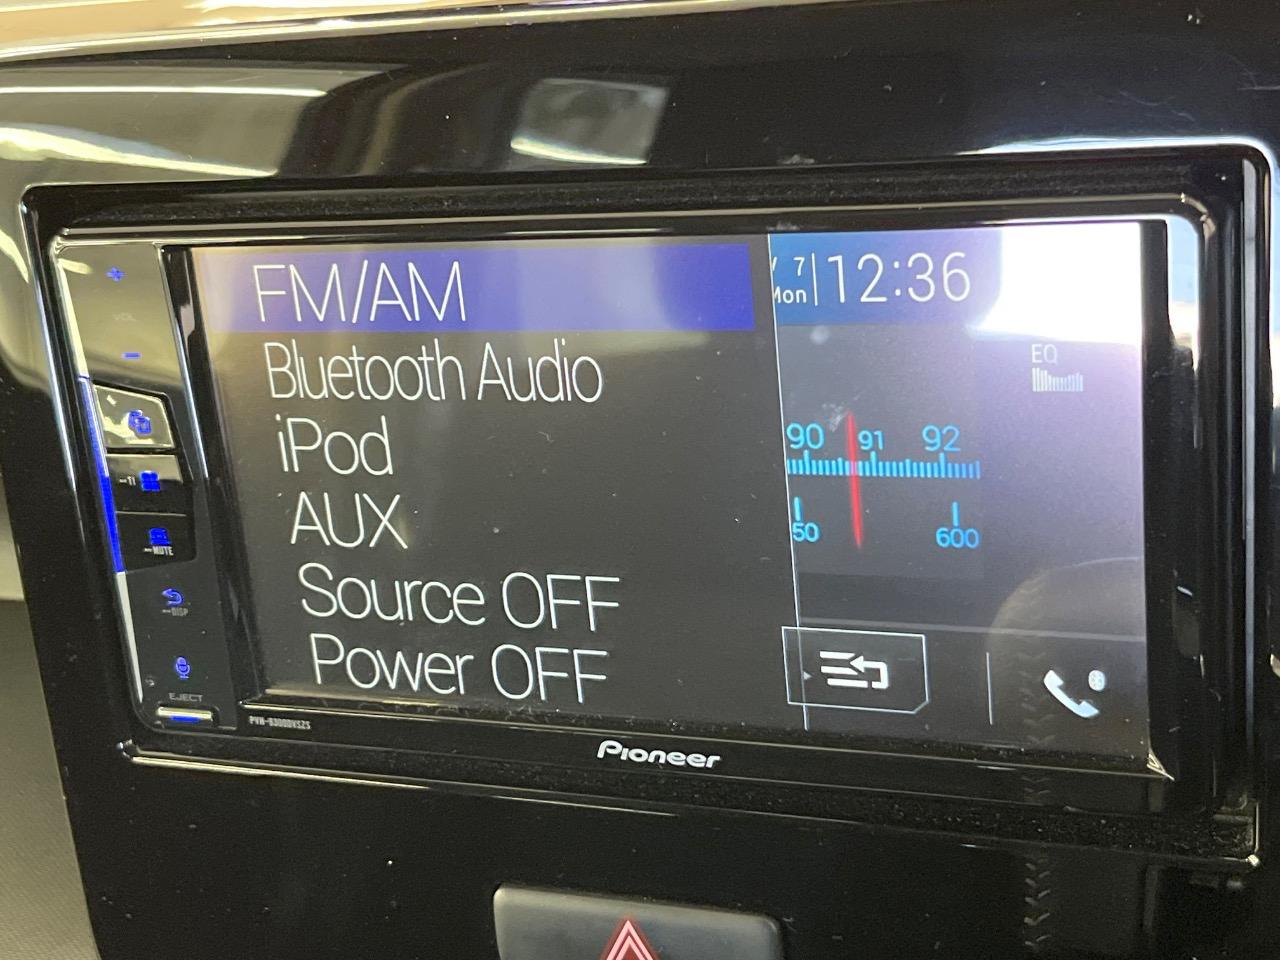 FM/AM
Bluetooth Audio
iPod
AUX
Source OFF
Power OFF
7
12:36
EQ
90 91 92
50 600
VOL
MUTE
DISP
EJECT
Pioneer